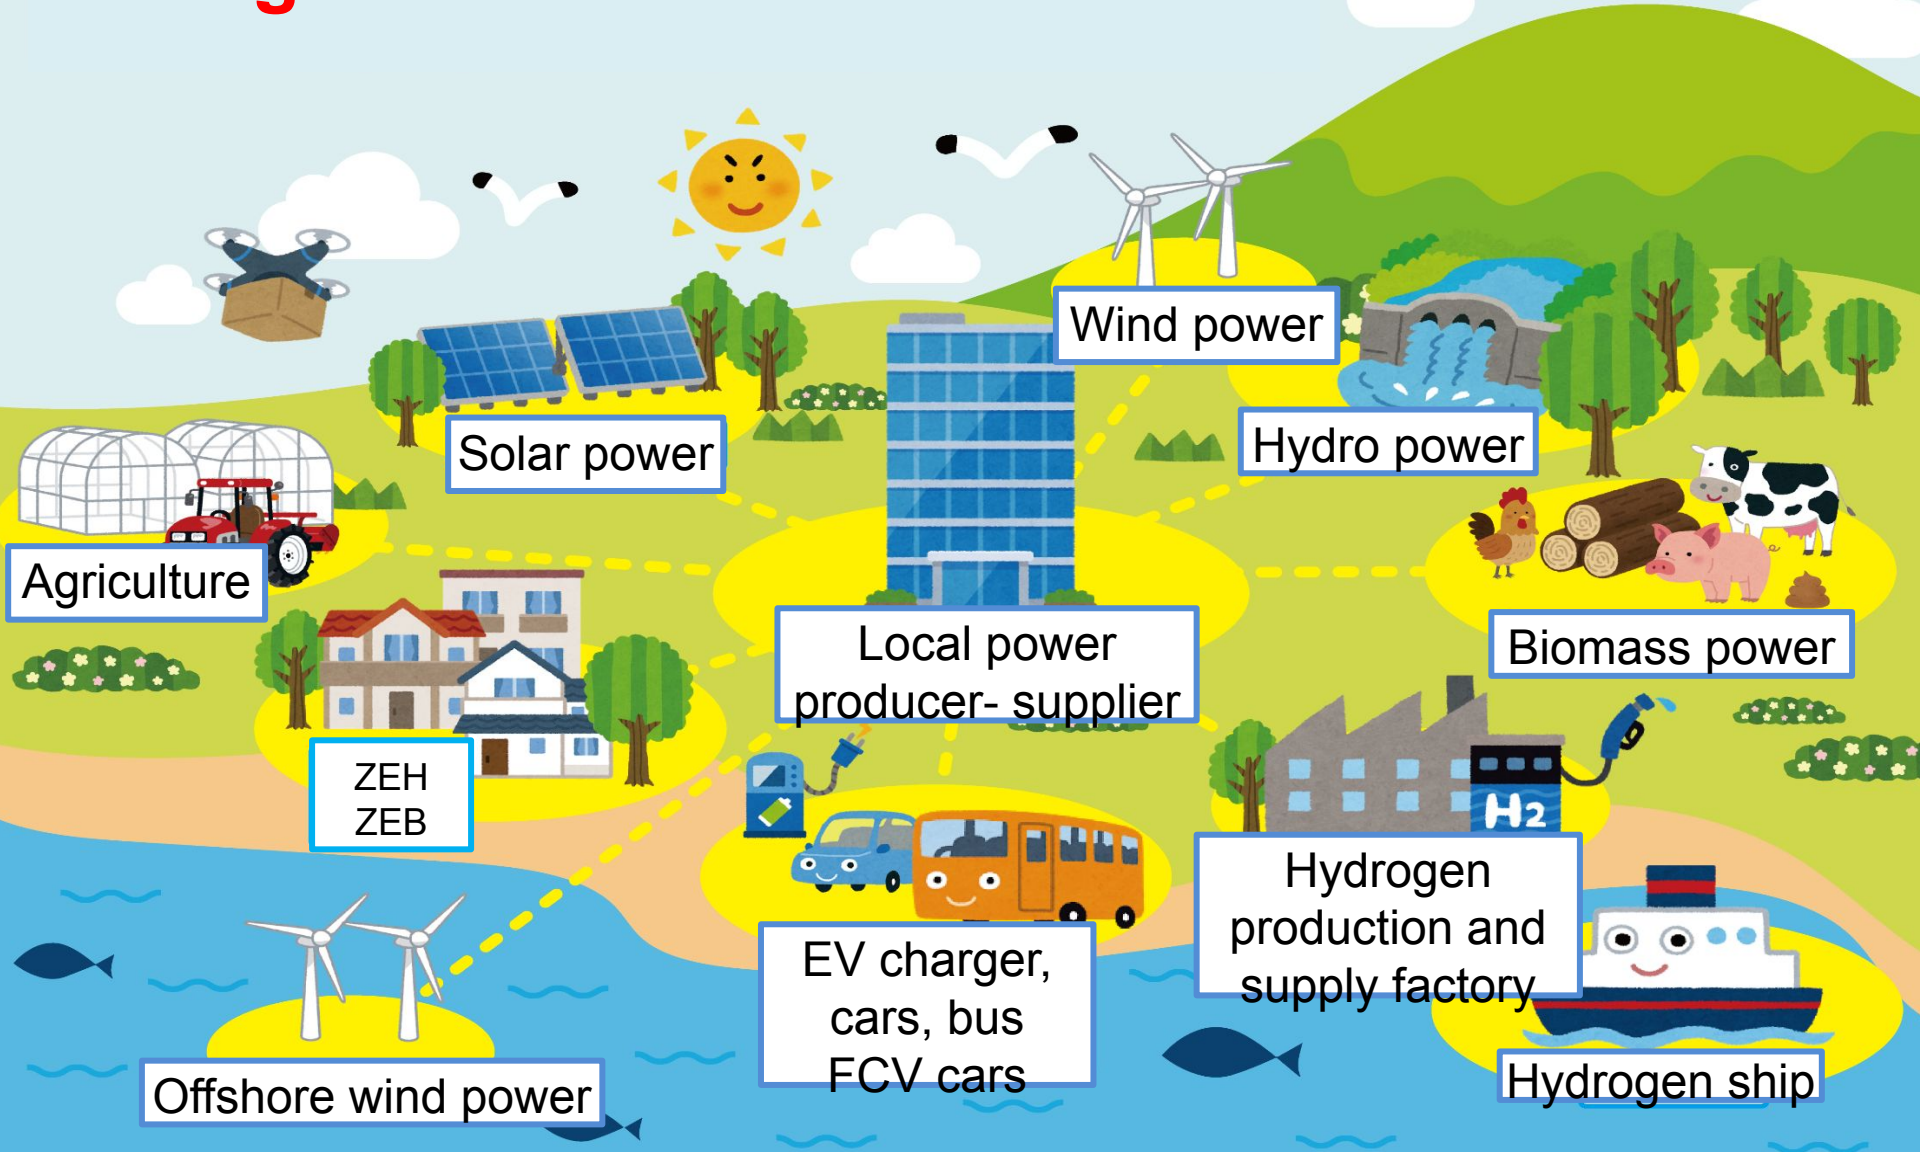 Wind power
Solar power
Hydro power
Agriculture
Local power
producer- supplier
Biomass power
ZEH
ZEB
H2
Hydrogen
production and
supply factory
EV charger,
cars, bus
FCV cars
Offshore wind power
Hydrogen ship